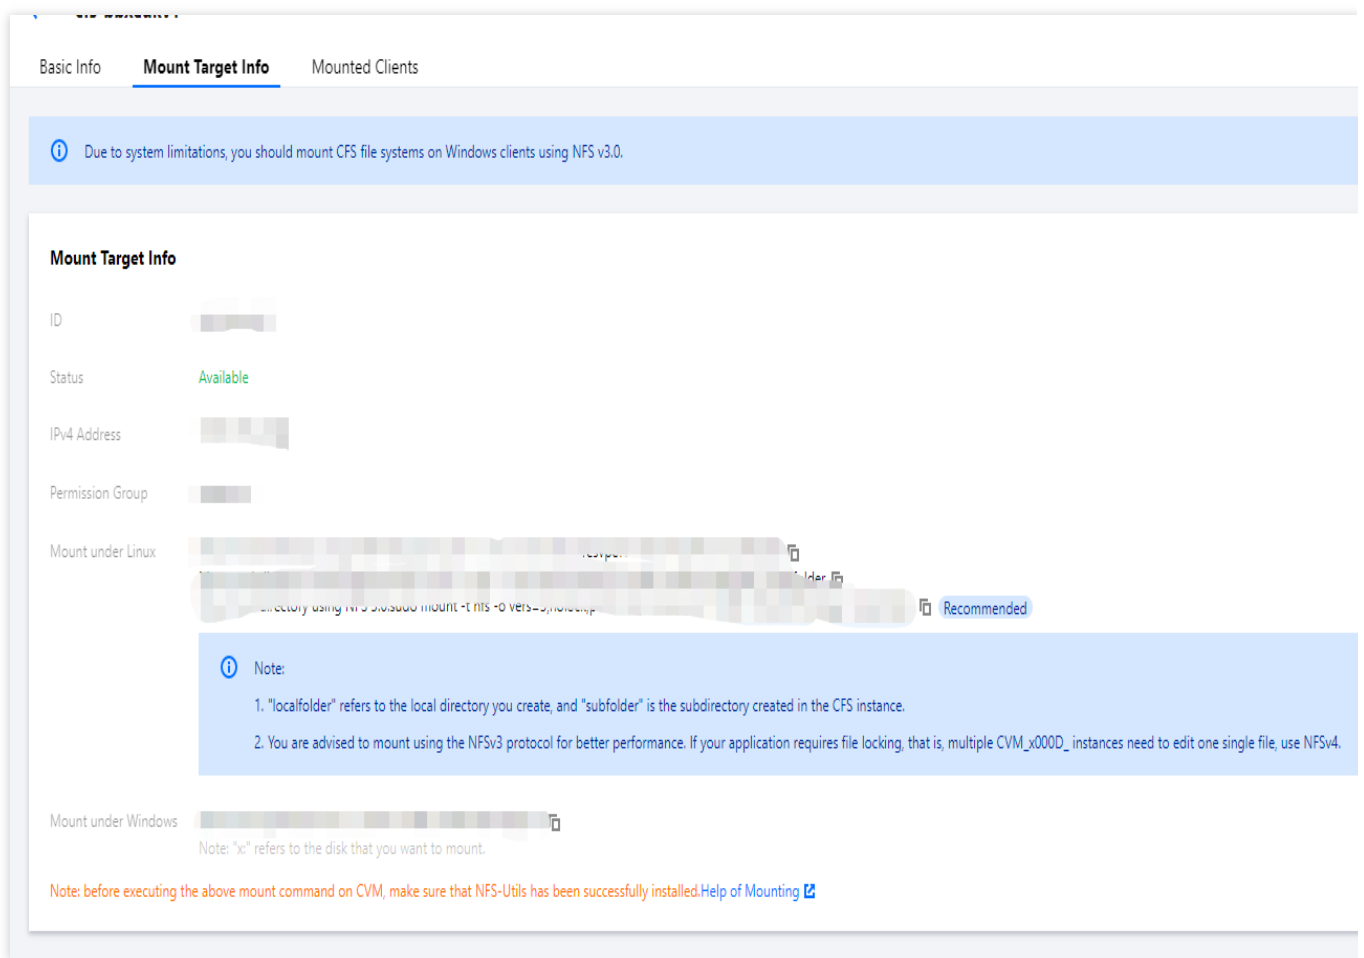 Basic Info
Mount Target Info
Mounted Clients
Due to system limitations, you should mount CFS file systems on Windows clients using NFS v3.0.
Mount Target Info
ID
Status
Available
IPv4 Address
Permission Group
Mount under Linux
using sudo mount -t nfs -o
Recommended
Note:
1. "localfolder" refers to the local directory you create, and "subfolder" is the subdirectory created in the CFS instance.
2. You are advised to mount using the NFSv3 protocol for better performance. If your application requires file locking, that is, multiple CVM_x000D_ instances need to edit one single file, use NFSv4.
Mount under Windows
Note: "x:" refers to the disk that you want to mount.
Note: before executing the above mount command on CVM, make sure that NFS-Utils has been successfully installed.Help of Mounting